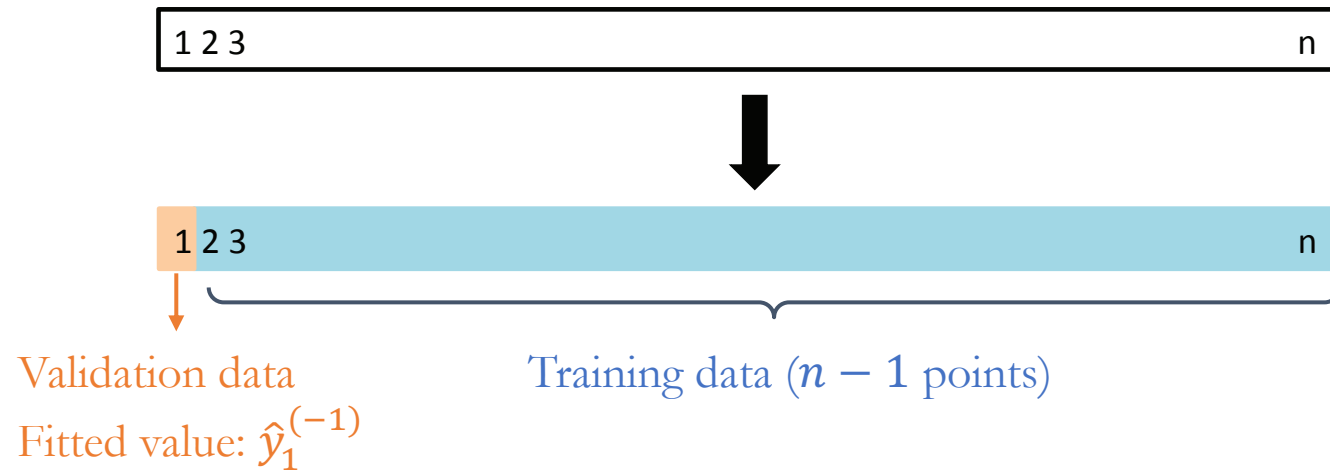 1 2 3 n
1 2 3 n
Validation data
Training data (n − 1 points)
Fitted value: ŷ₁⁽⁻¹⁾